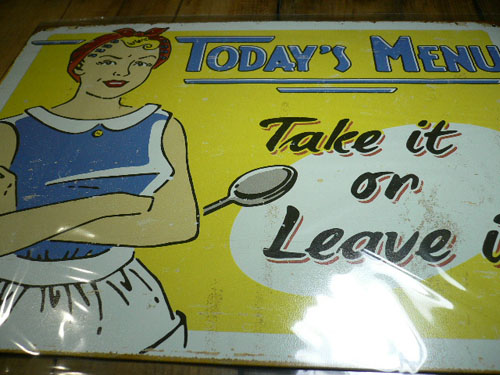 TODAY'S MENU
Take it
or
Leave i